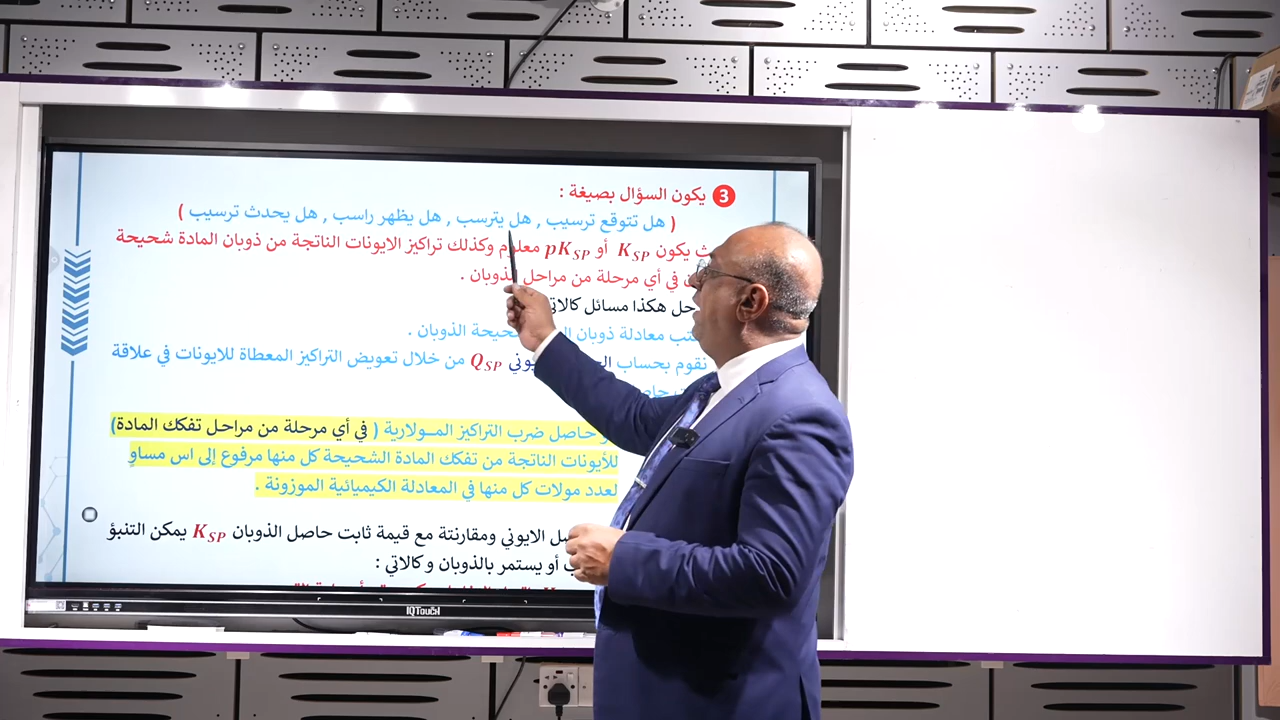 3 يكون السؤال بصيغة :
( هل تتوقع ترسيب , هل يترسب , هل يظهر راسب , هل يحدث ترسيب )
يكون KSP أو pKSP معلوم وكذلك تراكيز الايونات الناتجة من ذوبان المادة شحيحة
في أي مرحلة من مراحل الذوبان .
هكذا مسائل كالاتي
معادلة ذوبان شحيحة الذوبان .
نقوم بحساب QSP من خلال تعويض التراكيز المعطاة للايونات في علاقة
حاصل ضرب التراكيز المــولارية ( في أي مرحلة من مراحل تفكك المادة)
للأيونات الناتجة من تفكك المادة الشحيحة كل منها مرفوع إلى اس مساوٍ
لعدد مولات كل منها في المعادلة الكيميائية الموزونة .
الايوني ومقارنتة مع قيمة ثابت حاصل الذوبان KSP يمكن التنبؤ
أو يستمر بالذوبان وكالاتي :
IQTouch